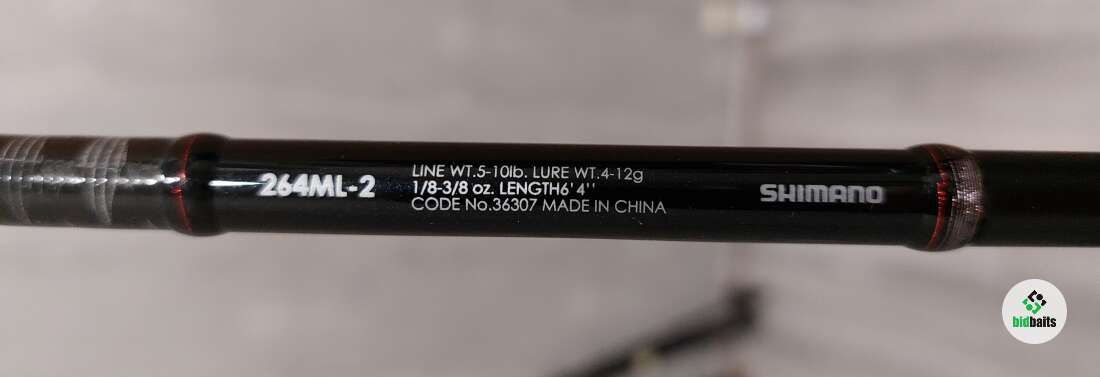 264ML-2
LINE WT.5-10lb. LURE WT.4-12g
1/8-3/8 oz. LENGTH6'4''
CODE No.36307 MADE IN CHINA
SHIMANO
bidbaits